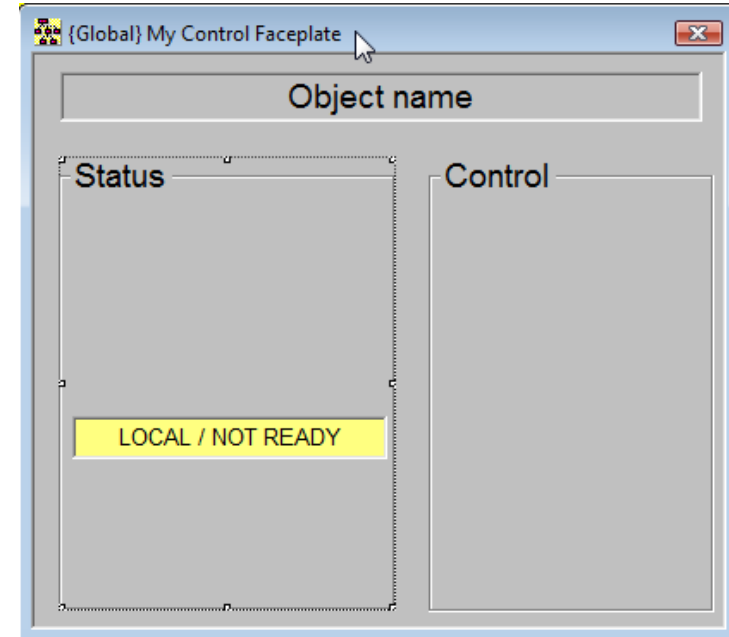 {Global} My Control Faceplate
Object name
Status
Control
LOCAL / NOT READY